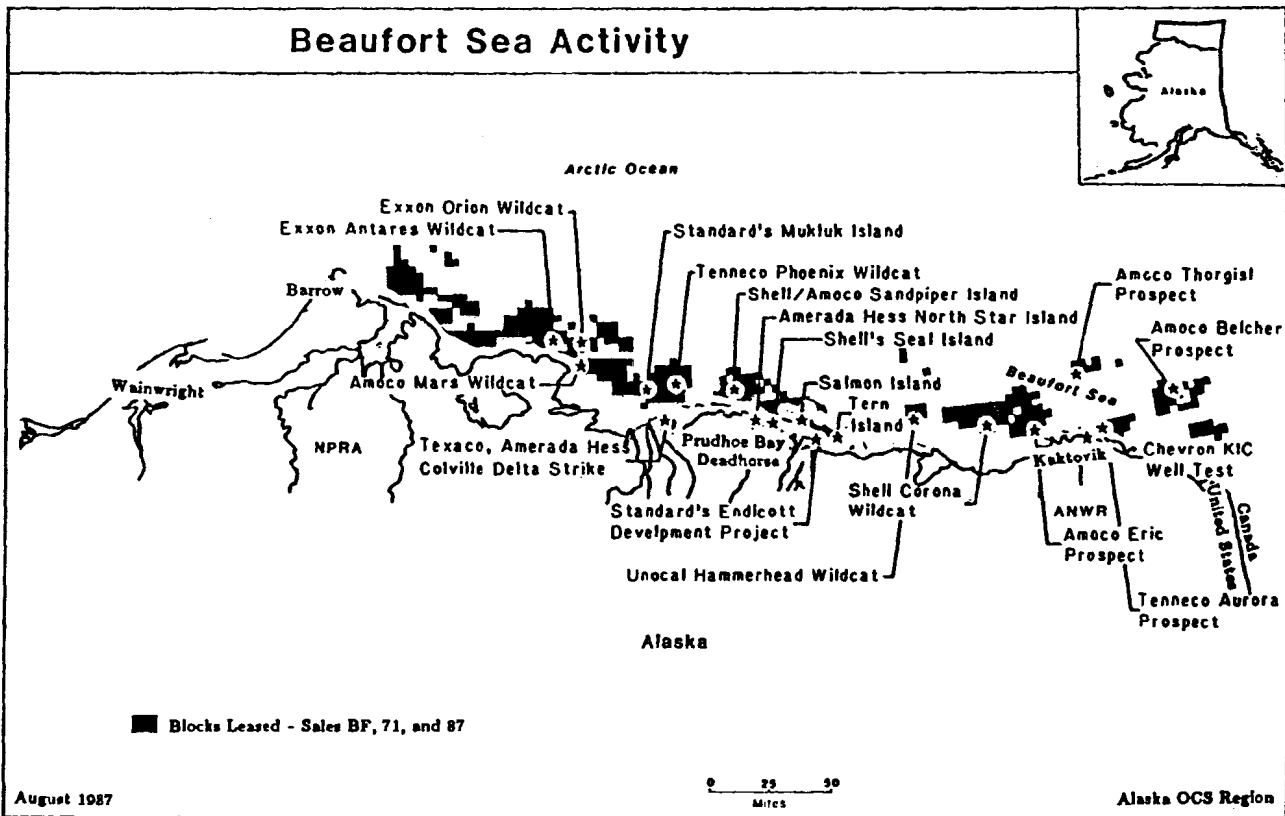 Beaufort Sea Activity
Alaska
Arctic Ocean
Exxon Orion Wildcat
Exxon Antares Wildcat
Standard's Mukluk Island
Tenneco Phoenix Wildcat
Shell/Amoco Sandpiper Island
Amerada Hess North Star Island
Shell's Seal Island
Amoco Thorgisl
Prospect
Amoco Belcher
Prospect
Barrow
Wainwright
Amoco Mars Wildcat
Salmon Island
Tern
Island
Beaufort Sea
NPRA
Texaco, Amerada Hess
Colville Delta Strike
Prudhoe Bay
Deadhorse
Kaktovik
Chevron KIC
Well Test
Shell Corona
Wildcat
ANWR
Standard's Endicott
Develpment Project
Amoco Eric
Prospect
Canada
United States
Unocal Hammerhead Wildcat
Tenneco Aurora
Prospect
Alaska
Blocks Leased - Sales BF, 71, and 87
0 25 50
Miles
August 1987
Alaska OCS Region